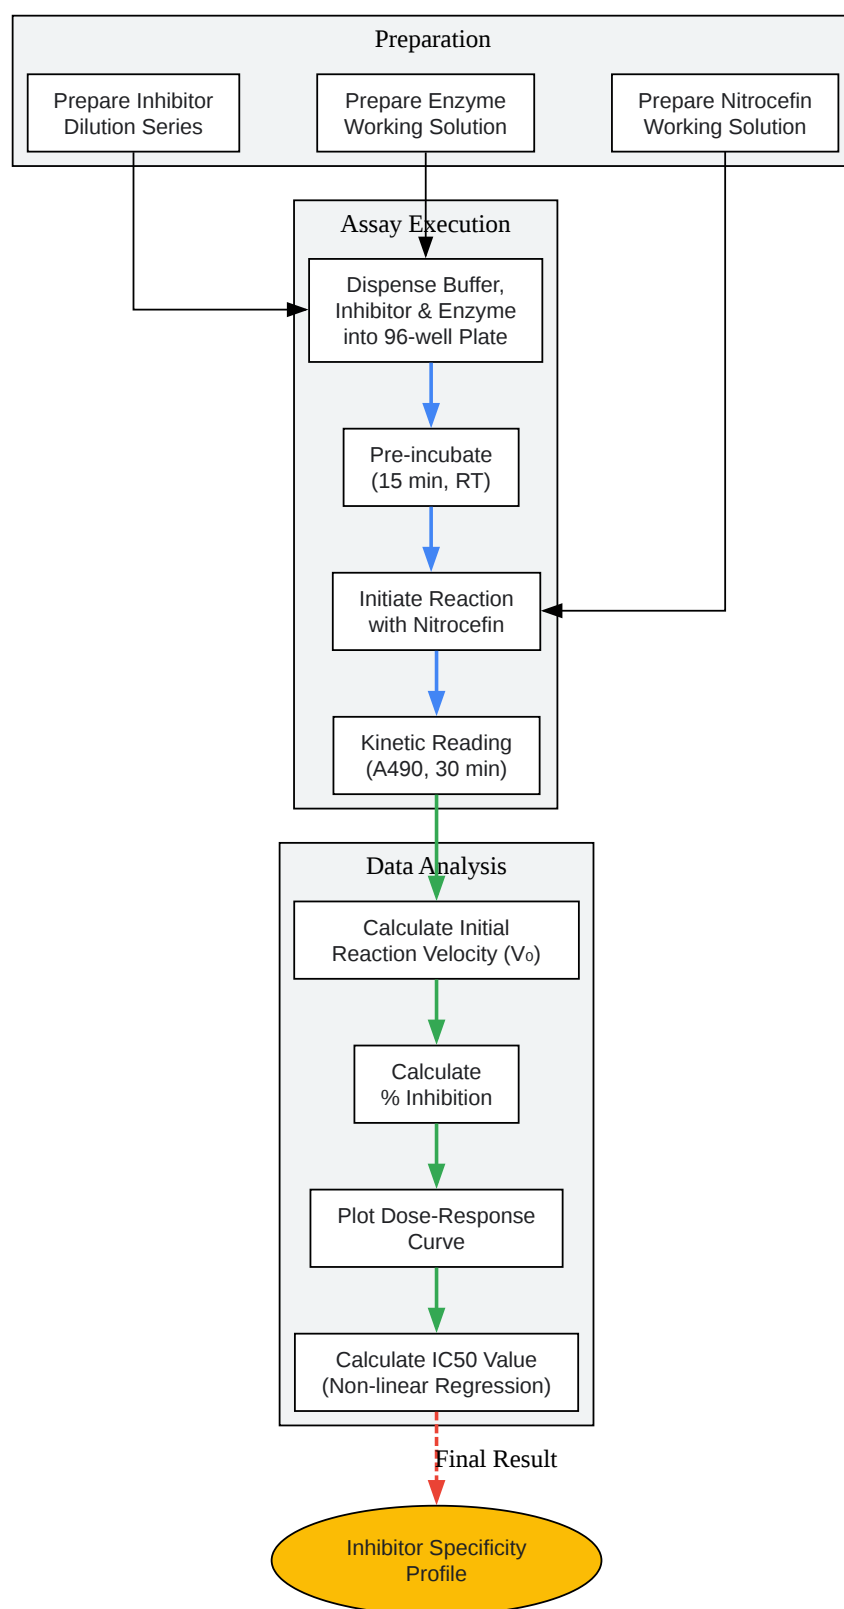 Preparation
Prepare Inhibitor
Dilution Series
Prepare Enzyme
Working Solution
Prepare Nitrocefin
Working Solution
Assay Execution
Dispense Buffer,
Inhibitor & Enzyme
into 96-well Plate
Pre-incubate
(15 min, RT)
Initiate Reaction
with Nitrocefin
Kinetic Reading
(A490, 30 min)
Data Analysis
Calculate Initial
Reaction Velocity (V₀)
Calculate
% Inhibition
Plot Dose-Response
Curve
Calculate IC50 Value
(Non-linear Regression)
Final Result
Inhibitor Specificity
Profile